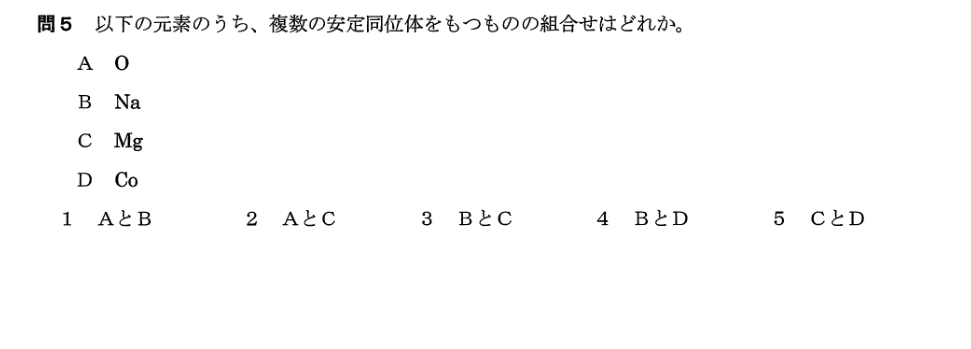 問５ 以下の元素のうち、複数の安定同位体をもつものの組合せはどれか。
A O
B Na
C Mg
D Co
1 AとB 2 AとC 3 BとC 4 BとD 5 CとD